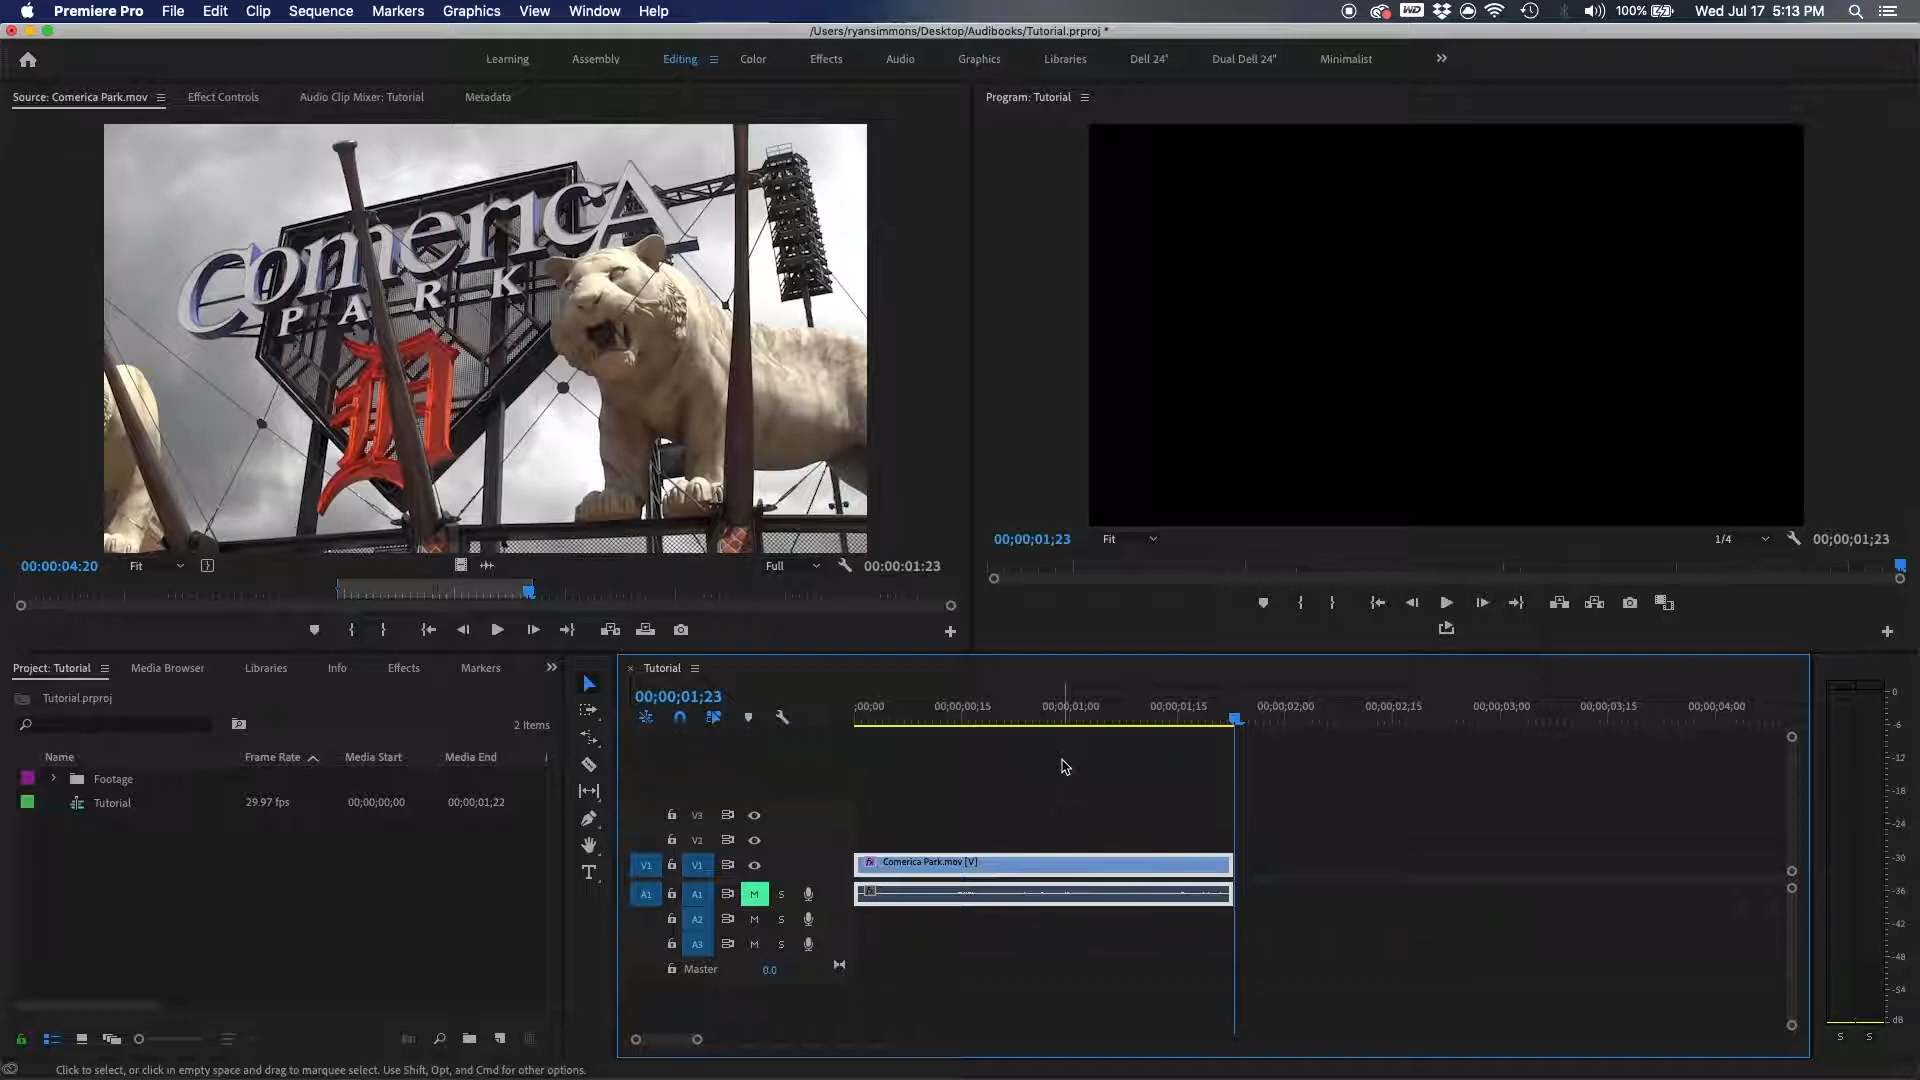 Premiere Pro File Edit Clip Sequence Markers Graphics View Window Help
WD 100% Wed Jul 17 5:13 PM
/Users/ryansimmons/Desktop/Audibooks/Tutorial.prproj *
Learning Assembly Editing Color Effects Audio Graphics Libraries Dell 24" Dual Dell 24" Minimalist
Source: Comerica Park.mov Effect Controls Audio Clip Mixer: Tutorial Metadata
Program: Tutorial
Comerica
PARK
D
00:00:04:20 Fit Full 00:00:01:23
00;00;01;23 Fit 1/4 00;00;01;23
Project: Tutorial Media Browser Libraries Info Effects Markers
Tutorial.prproj
2 Items
Name Frame Rate Media Start Media End
Footage
Tutorial 29.97 fps 00;00;00;00 00;00;01;22
Tutorial
00;00;01;23
;00;00 00;00;00;15 00;00;01;00 00;00;01;15 00;00;02;00 00;00;02;15 00;00;03;00 00;00;03;15 00;00;04;00
V3
V2
V1 V1 fx Comerica Park.mov [V]
A1 A1 M S fx
A2 M S
A3 M S
Master 0.0
0
-6
-12
-18
-24
-30
-36
-42
-48
-54
dB
S S
Click to select, or click in empty space and drag to marquee select. Use Shift, Opt, and Cmd for other options.